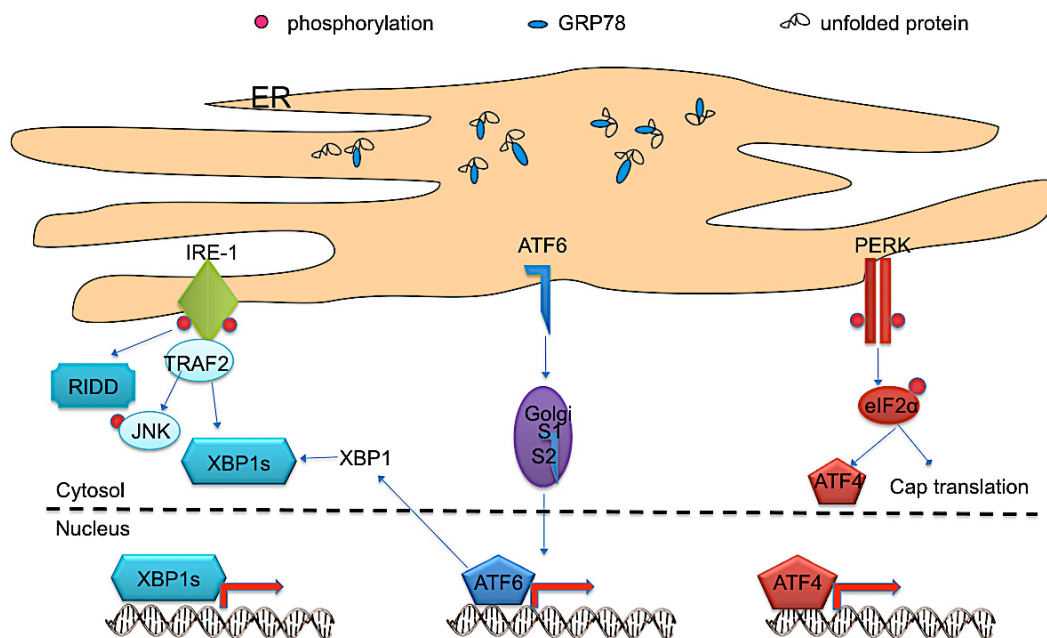 phosphorylation
GRP78
unfolded protein
ER
IRE-1
ATF6
PERK
TRAF2
RIDD
JNK
XBP1s
XBP1
Golgi
S1
S2
eIF2α
ATF4
Cap translation
Cytosol
Nucleus
XBP1s
ATF6
ATF4